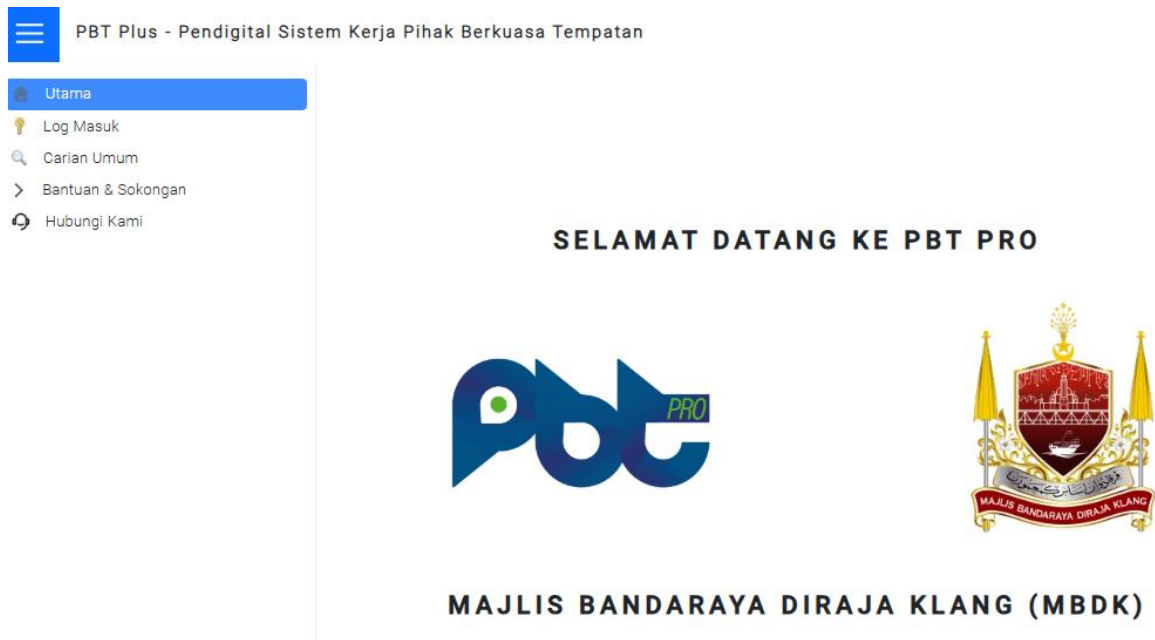 PBT Plus - Pendigital Sistem Kerja Pihak Berkuasa Tempatan
Utama
Log Masuk
Carian Umum
Bantuan & Sokongan
Hubungi Kami
SELAMAT DATANG KE PBT PRO
pbt PRO
MAJLIS BANDARAYA DIRAJA KLANG
MAJLIS BANDARAYA DIRAJA KLANG (MBDK)